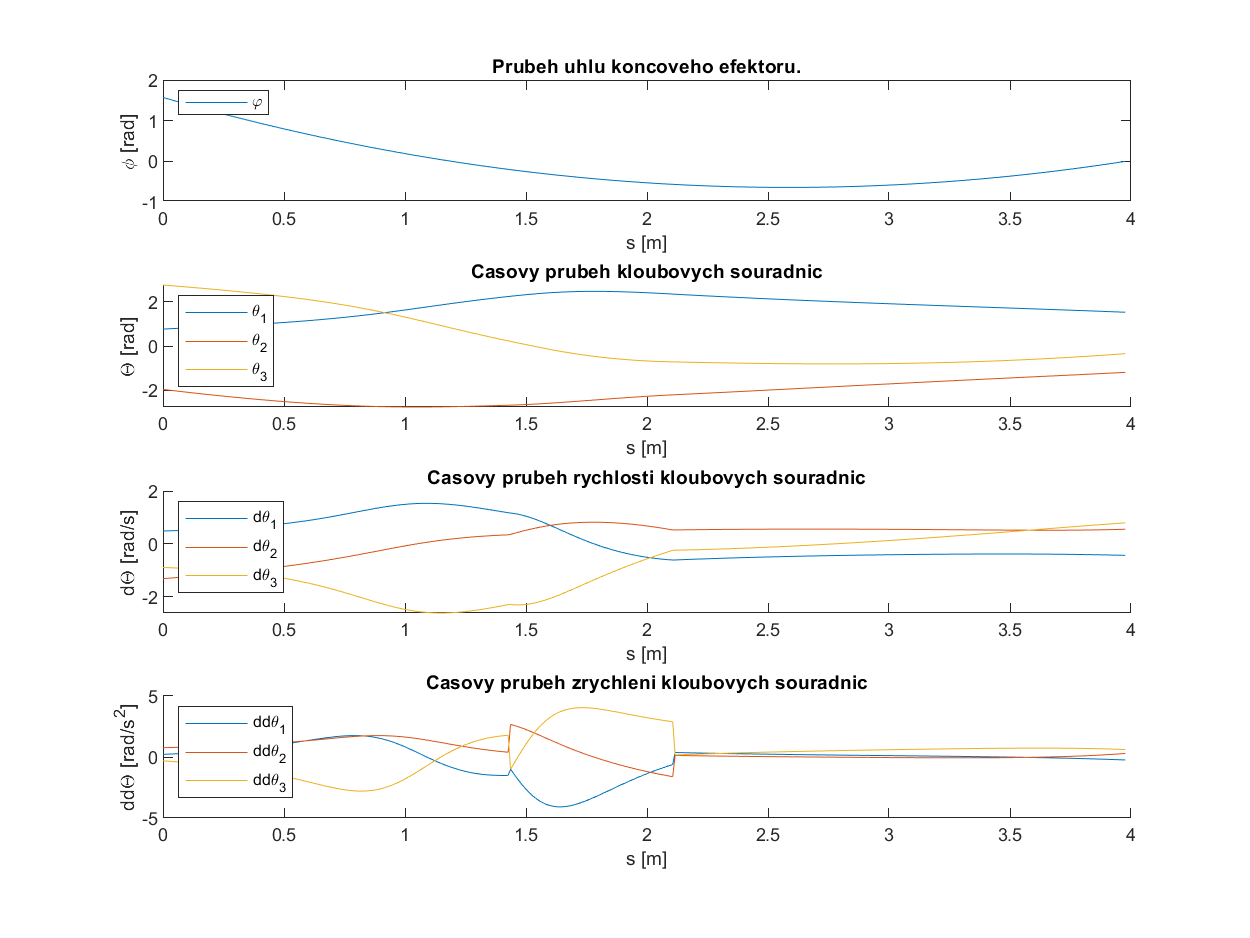 Prubeh uhlu koncoveho efektoru.
φ
ϕ [rad]
2
1
0
-1
0 0.5 1 1.5 2 2.5 3 3.5 4
s [m]
Casovy prubeh kloubovych souradnic
θ1
θ2
θ3
Θ [rad]
2
0
-2
0 0.5 1 1.5 2 2.5 3 3.5 4
s [m]
Casovy prubeh rychlosti kloubovych souradnic
dθ1
dθ2
dθ3
dΘ [rad/s]
2
0
-2
0 0.5 1 1.5 2 2.5 3 3.5 4
s [m]
Casovy prubeh zrychleni kloubovych souradnic
ddθ1
ddθ2
ddθ3
ddΘ [rad/s²]
5
0
-5
0 0.5 1 1.5 2 2.5 3 3.5 4
s [m]